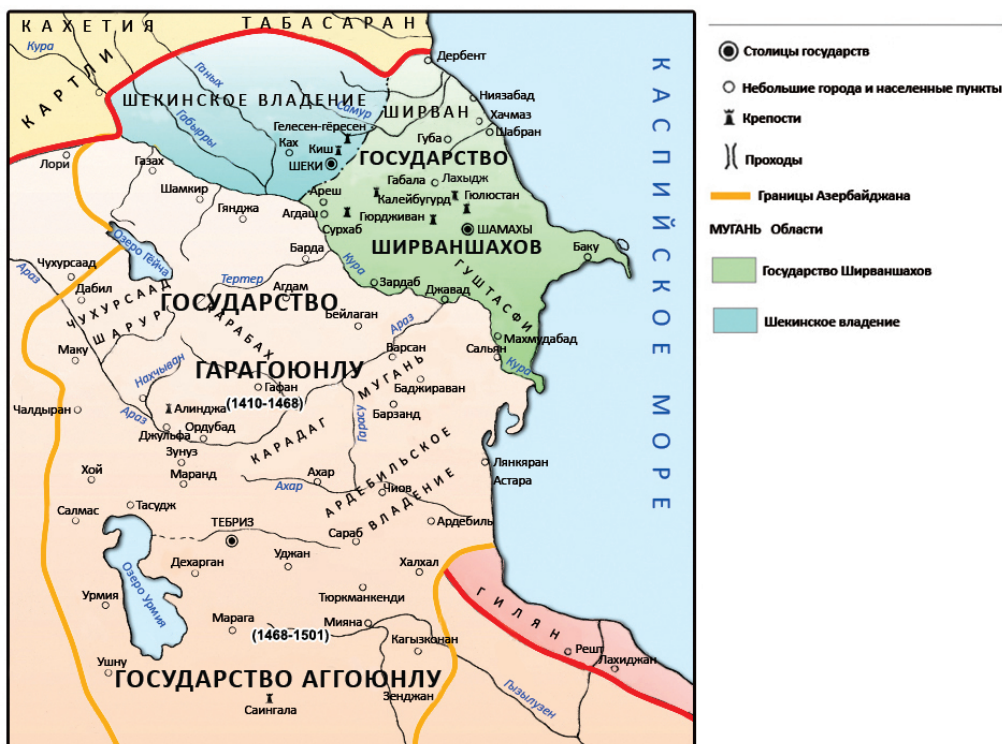 КАХЕТИЯ
ТАБАСАРАН
Кура
КАРТЛИ
Ганых
Дербент
ШЕКИНСКОЕ ВЛАДЕНИЕ
Самур
ШИРВАН
Ниязабад
Хачмаз
Габырры
Гелесен-гёресен
Губа
Шабран
Лори
Газах
Ках
Киш
ШЕКИ
ГОСУДАРСТВО
Шамкир
Ареш
Габала
Лахыдж
Калейбугурд
Гюлюстан
Гянджа
Агдаш
Сурхаб
Гюрдживан
ШАМАХЫ
Озеро Гёйча
Барда
ШИРВАНШАХОВ
Баку
Чухурсаад
Араз
Тертер
Кура
Зардаб
ГУШТАСФИ
Дабил
ЧУХУРСААД
ГОСУДАРСТВО
Агдам
Джавад
ШАРУР
КАРАБАХ
Бейлаган
Араз
Махмудабад
Маку
Варсан
Сальян
Нахчыван
ГАРАГОЮНЛУ
МУГАНЬ
Кура
Гафан
Баджираван
(1410-1468)
Чалдыран
Араз
Алинджа
Барзанд
Джульфа
Ордубад
КАРАДАГ
Гарасу
Зунуз
Хой
Маранд
Ахар
Ахар
Чиов
АРДЕБИЛЬСКОЕ
ВЛАДЕНИЕ
Лянкяран
Астара
Салмас
Тасудж
ТЕБРИЗ
Сараб
Ардебиль
Дехарган
Уджан
Халхал
Озеро Урмия
Урмия
Тюркманкенди
ГИЛЯН
Марага
(1468-1501)
Мияна
Кагызконан
Решт
Лахиджан
Ушну
ГОСУДАРСТВО АГГОЮНЛУ
Саингала
Зенджан
Гызылузен
КАСПИЙСКОЕ МОРЕ
Столицы государств
Небольшие города и населенные пункты
Крепости
Проходы
Границы Азербайджана
МУГАНЬ Области
Государство Ширваншахов
Шекинское владение